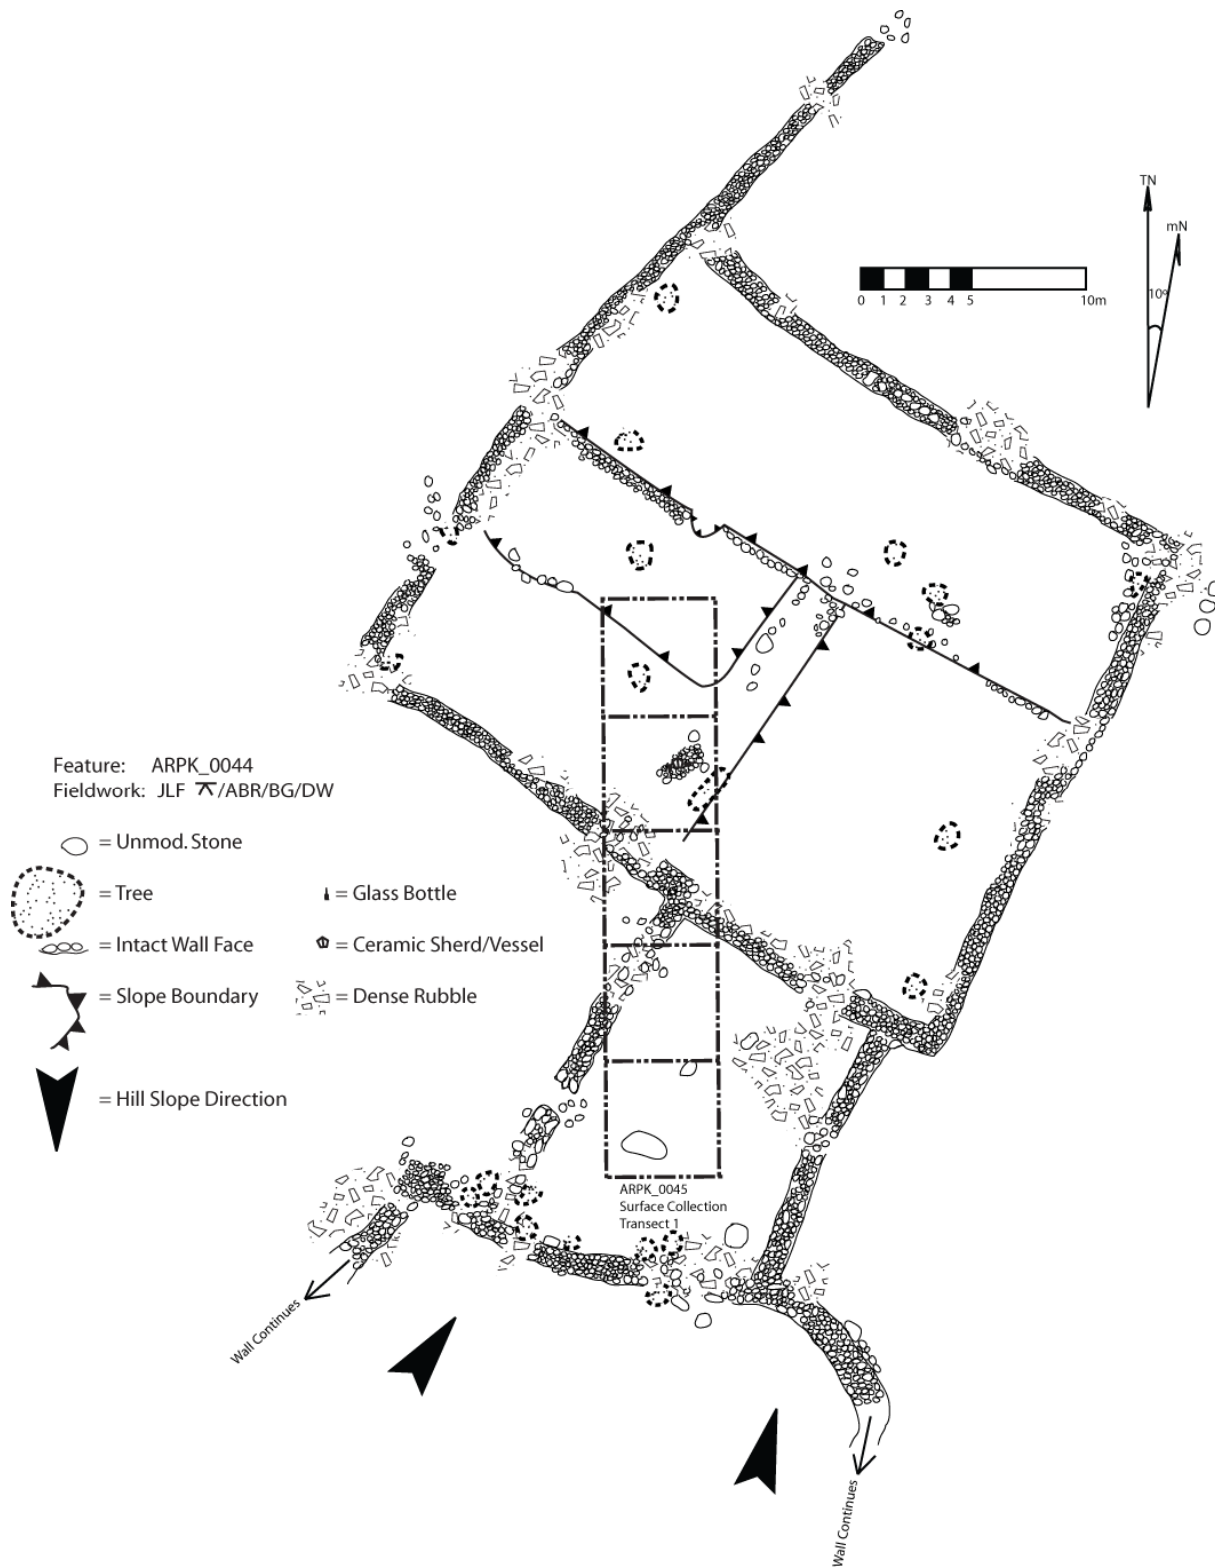 TN
mN
10º
0 1 2 3 4 5 10m
Feature: ARPK_0044
Fieldwork: JLF /ABR/BG/DW
= Unmod. Stone
= Tree
= Glass Bottle
= Intact Wall Face
= Ceramic Sherd/Vessel
= Slope Boundary
= Dense Rubble
= Hill Slope Direction
ARPK_0045
Surface Collection
Transect 1
Wall Continues
Wall Continues